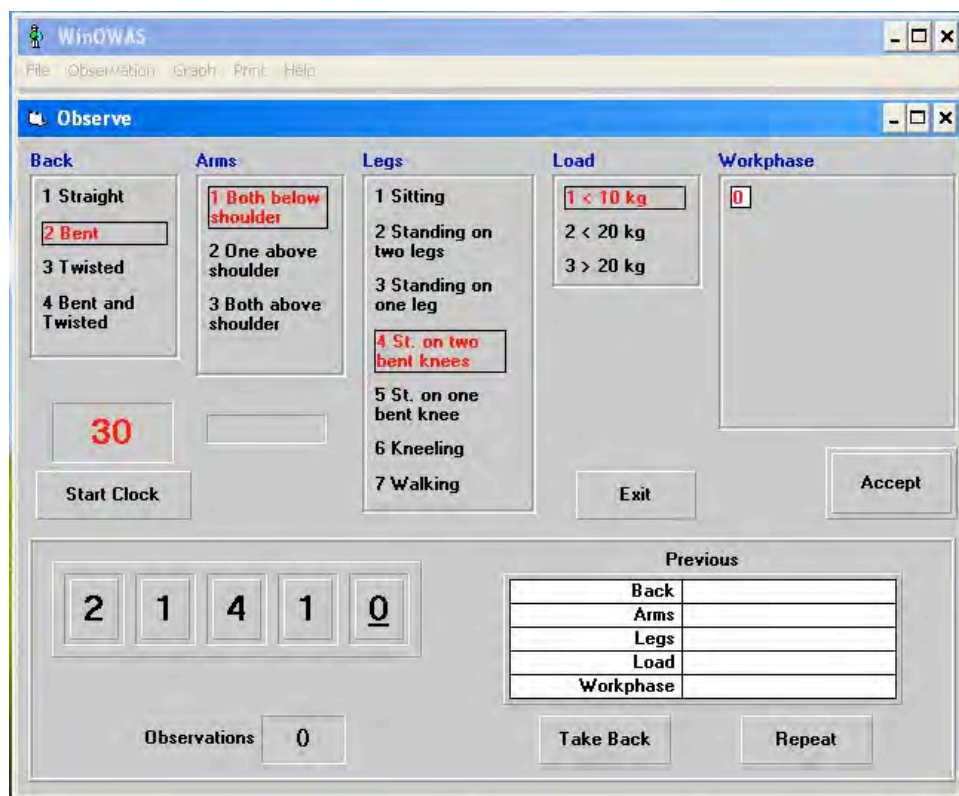 WinOWAS
File Observation Graph Print Help
Observe
Back
1 Straight
2 Bent
3 Twisted
4 Bent and
Twisted
Arms
1 Both below
shoulder
2 One above
shoulder
3 Both above
shoulder
Legs
1 Sitting
2 Standing on
two legs
3 Standing on
one leg
4 St. on two
bent knees
5 St. on one
bent knee
6 Kneeling
7 Walking
Load
1 < 10 kg
2 < 20 kg
3 > 20 kg
Workphase
0
30
Start Clock
Exit
Accept
2 1 4 1 0
Previous
Back
Arms
Legs
Load
Workphase
Observations 0
Take Back
Repeat